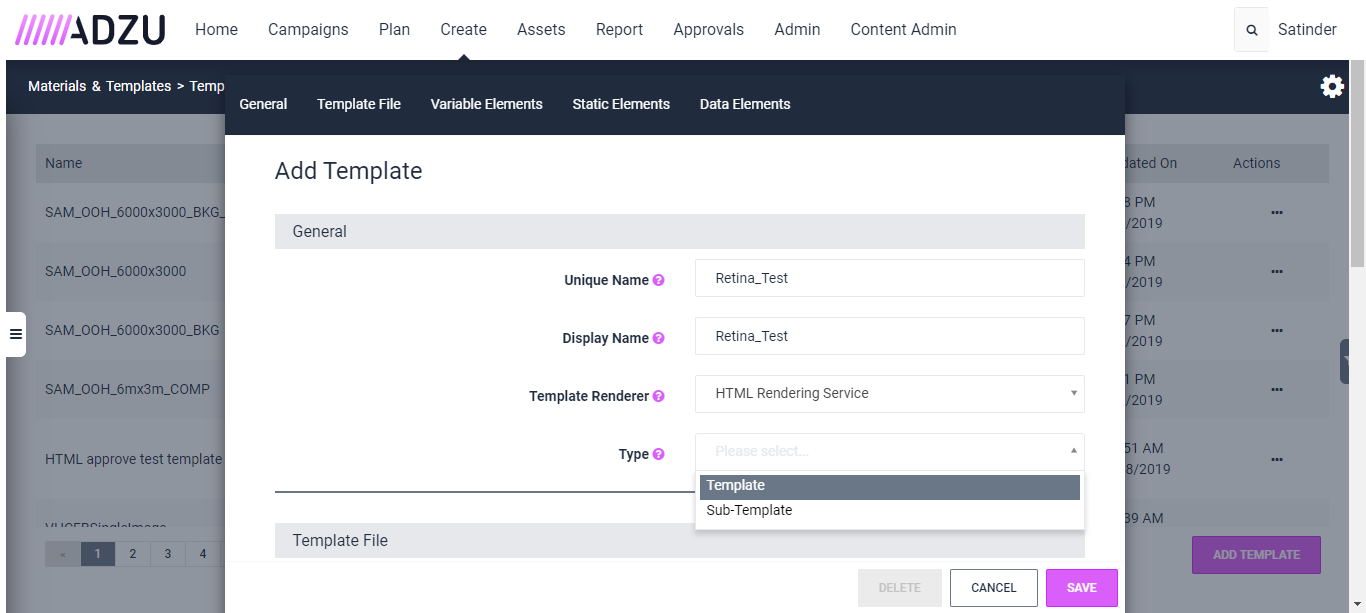 ADZU
Home Campaigns Plan Create Assets Report Approvals Admin Content Admin
Satinder
Materials & Templates > Temp
General Template File Variable Elements Static Elements Data Elements
Add Template
General
Unique Name ? Retina_Test
Display Name ? Retina_Test
Template Renderer ? HTML Rendering Service
Type ? Please select...
Template
Sub-Template
Template File
DELETE CANCEL SAVE
Name
SAM_OOH_6000x3000_BKG_
SAM_OOH_6000x3000
SAM_OOH_6000x3000_BKG
SAM_OOH_6mx3m_COMP
HTML approve test template
« 1 2 3 4
dated On Actions
8 PM
/2019
4 PM
/2019
7 PM
/2019
1 PM
/2019
51 AM
8/2019
39 AM
ADD TEMPLATE